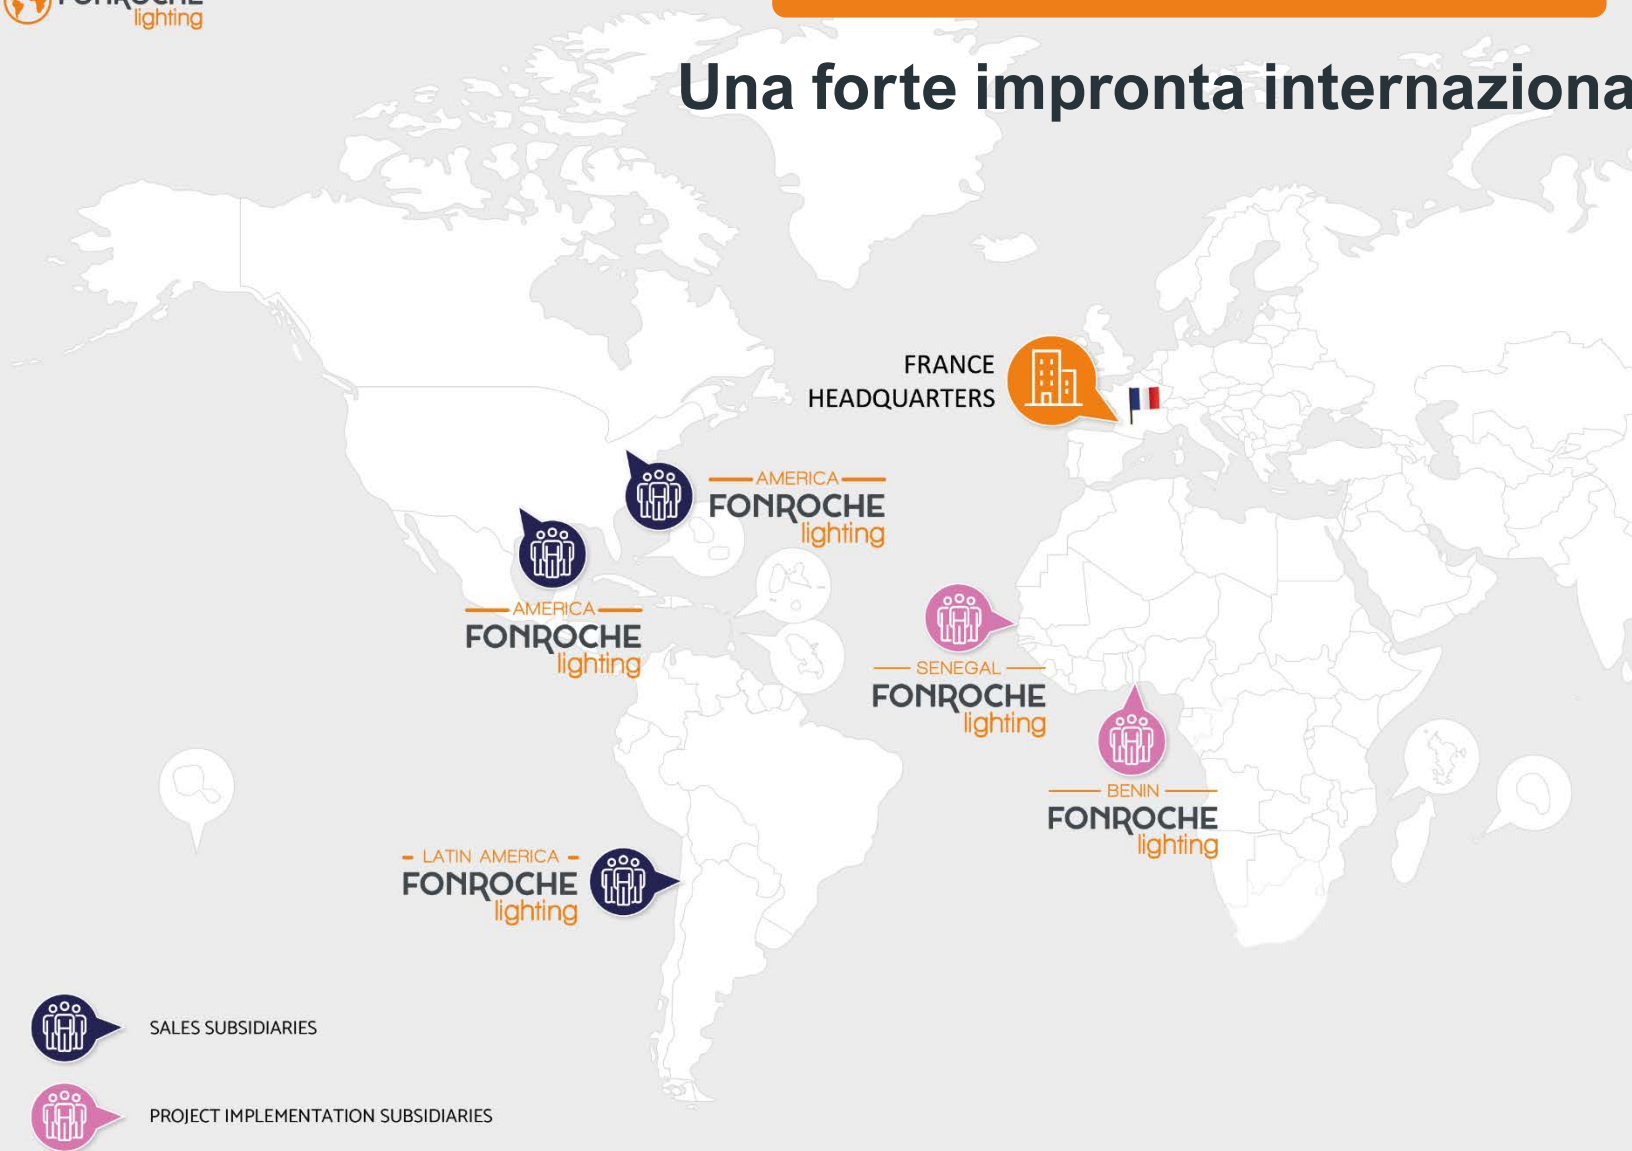 lighting
Una forte impronta internaziona
FRANCE
HEADQUARTERS
AMERICA
FONROCHE
lighting
AMERICA
FONROCHE
lighting
SENEGAL
FONROCHE
lighting
BENIN
FONROCHE
lighting
LATIN AMERICA
FONROCHE
lighting
SALES SUBSIDIARIES
PROJECT IMPLEMENTATION SUBSIDIARIES